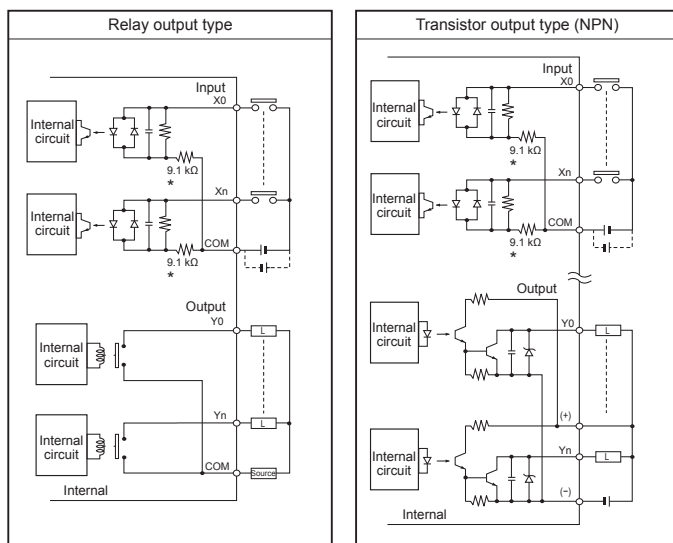 Relay output type
Input
X0
Internal circuit
9.1 kΩ
*
Xn
Internal circuit
COM
9.1 kΩ
*
Output
Y0
L
Internal circuit
Yn
L
Internal circuit
COM
Source
Internal
Transistor output type (NPN)
Input
X0
Internal circuit
9.1 kΩ
*
Xn
Internal circuit
COM
9.1 kΩ
*
Output
Y0
L
Internal circuit
(+)
Yn
L
Internal circuit
(−)
Internal